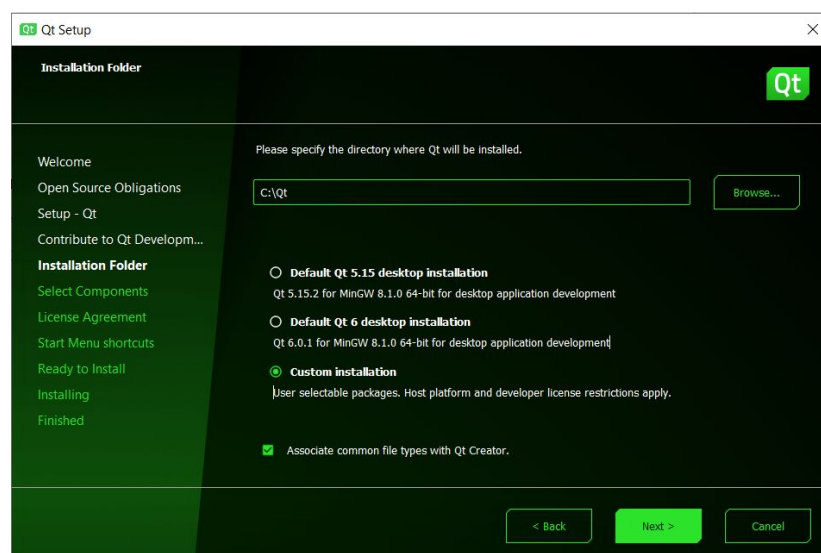 Qt Qt Setup
Installation Folder
Qt
Welcome
Open Source Obligations
Setup - Qt
Contribute to Qt Developm...
Installation Folder
Select Components
License Agreement
Start Menu shortcuts
Ready to Install
Installing
Finished
Please specify the directory where Qt will be installed.
C:\Qt
Browse...
Default Qt 5.15 desktop installation
Qt 5.15.2 for MinGW 8.1.0 64-bit for desktop application development
Default Qt 6 desktop installation
Qt 6.0.1 for MinGW 8.1.0 64-bit for desktop application development
Custom installation
User selectable packages. Host platform and developer license restrictions apply.
Associate common file types with Qt Creator.
< Back
Next >
Cancel